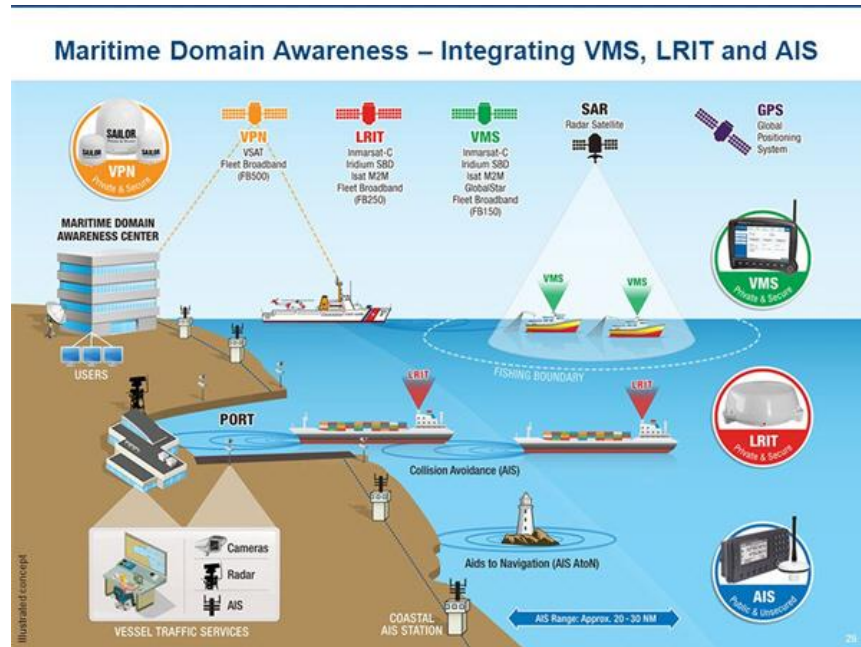 Maritime Domain Awareness – Integrating VMS, LRIT and AIS
SAILOR
SAILOR
SAILOR
VPN
Private & Secure
VPN
VSAT
Fleet Broadband
(FB500)
LRIT
Inmarsat-C
Iridium SBD
Isat M2M
Fleet Broadband
(FB250)
VMS
Inmarsat-C
Iridium SBD
Isat M2M
GlobalStar
Fleet Broadband
(FB150)
SAR
Radar Satellite
GPS
Global
Positioning
System
MARITIME DOMAIN
AWARENESS CENTER
USERS
VMS
VMS
VMS
Private & Secure
FISHING BOUNDARY
LRIT
LRIT
PORT
LRIT
Private & Secure
Collision Avoidance (AIS)
Aids to Navigation (AIS AtoN)
Cameras
Radar
AIS
VESSEL TRAFFIC SERVICES
COASTAL
AIS STATION
AIS Range: Approx. 20 - 30 NM
AIS
Public & Unsecured
Illustrated concept